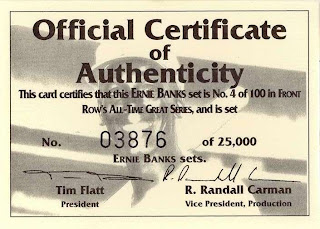 Official Certificate
of
Authenticity
This card certifies that this ERNIE BANKS set is No. 4 of 100 in FRONT
ROW'S ALL-TIME GREAT SERIES, and is set
No. 03876 of 25,000
ERNIE BANKS sets.
Tim Flatt R. Randall Carman
President Vice President, Production